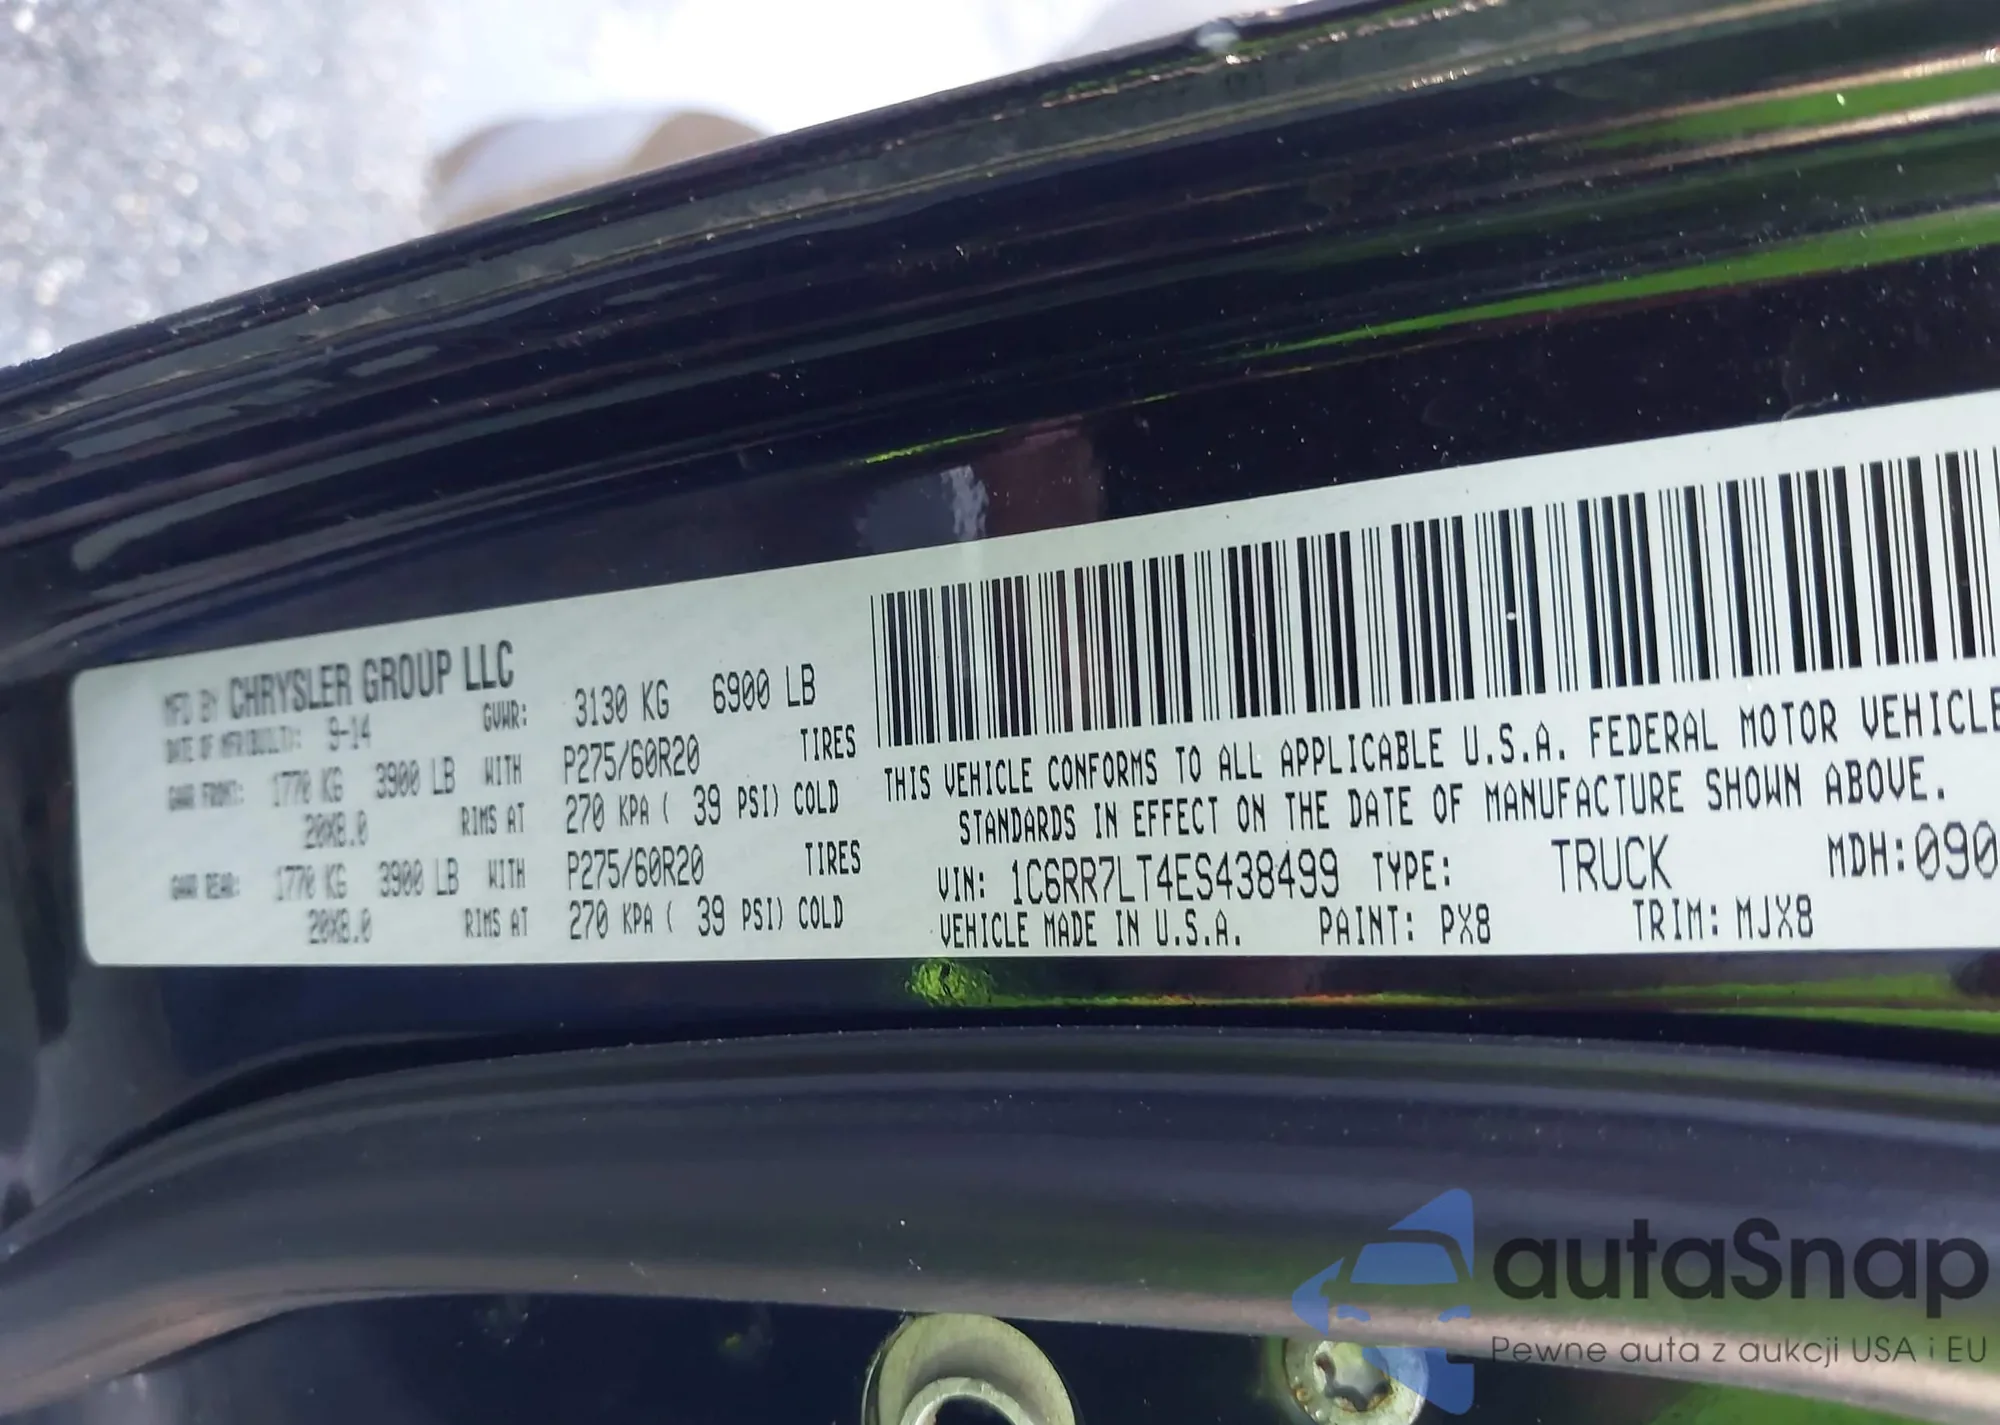 MFD BY CHRYSLER GROUP LLC
DATE OF MFR(BUILT): 9-14 GVWR: 3130 KG 6900 LB
GAWR FRONT: 1770 KG 3900 LB WITH P275/60R20 TIRES
20X8.0 RIMS AT 270 KPA ( 39 PSI) COLD
GAWR REAR: 1770 KG 3900 LB WITH P275/60R20 TIRES
20X8.0 RIMS AT 270 KPA ( 39 PSI) COLD
THIS VEHICLE CONFORMS TO ALL APPLICABLE U.S.A. FEDERAL MOTOR VEHICLE
STANDARDS IN EFFECT ON THE DATE OF MANUFACTURE SHOWN ABOVE.
VIN: 1C6RR7LT4ES438499 TYPE: TRUCK MDH:090
VEHICLE MADE IN U.S.A. PAINT: PX8 TRIM: MJX8
autaSnap
Pewne auta z aukcji USA i EU